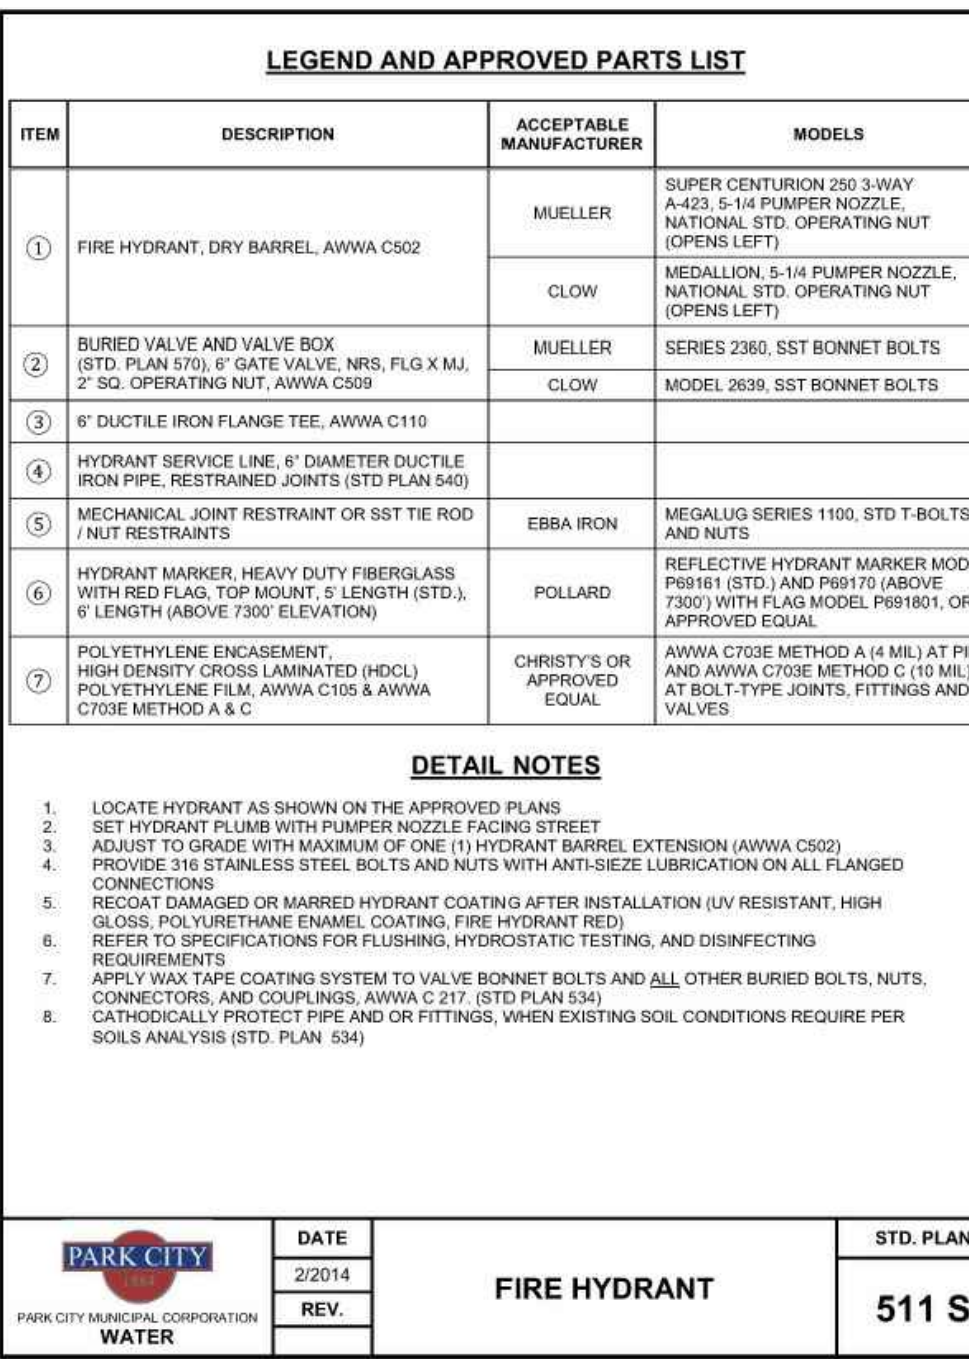 LEGEND AND APPROVED PARTS LIST
ITEM
DESCRIPTION
ACCEPTABLE
MANUFACTURER
MODELS
1
FIRE HYDRANT, DRY BARREL, AWWA C502
MUELLER
SUPER CENTURION 250 3-WAY
A-423, 5-1/4 PUMPER NOZZLE,
NATIONAL STD. OPERATING NUT
(OPENS LEFT)
CLOW
MEDALLION, 5-1/4 PUMPER NOZZLE,
NATIONAL STD. OPERATING NUT
(OPENS LEFT)
2
BURIED VALVE AND VALVE BOX
(STD. PLAN 570), 6" GATE VALVE, NRS, FLG X MJ,
2" SQ. OPERATING NUT, AWWA C509
MUELLER
SERIES 2360, SST BONNET BOLTS
CLOW
MODEL 2639, SST BONNET BOLTS
3
6" DUCTILE IRON FLANGE TEE, AWWA C110
4
HYDRANT SERVICE LINE, 6" DIAMETER DUCTILE
IRON PIPE, RESTRAINED JOINTS (STD PLAN 540)
5
MECHANICAL JOINT RESTRAINT OR SST TIE ROD
/ NUT RESTRAINTS
EBBA IRON
MEGALUG SERIES 1100, STD T-BOLTS
AND NUTS
6
HYDRANT MARKER, HEAVY DUTY FIBERGLASS
WITH RED FLAG, TOP MOUNT, 5' LENGTH (STD.),
6' LENGTH (ABOVE 7300' ELEVATION)
POLLARD
REFLECTIVE HYDRANT MARKER MOD
P69161 (STD.) AND P69170 (ABOVE
7300') WITH FLAG MODEL P691801, OR
APPROVED EQUAL
7
POLYETHYLENE ENCASEMENT,
HIGH DENSITY CROSS LAMINATED (HDCL)
POLYETHYLENE FILM, AWWA C105 & AWWA
C703E METHOD A & C
CHRISTY'S OR
APPROVED
EQUAL
AWWA C703E METHOD A (4 MIL) AT PI
AND AWWA C703E METHOD C (10 MIL)
AT BOLT-TYPE JOINTS, FITTINGS AND
VALVES
DETAIL NOTES
1. LOCATE HYDRANT AS SHOWN ON THE APPROVED PLANS
2. SET HYDRANT PLUMB WITH PUMPER NOZZLE FACING STREET
3. ADJUST TO GRADE WITH MAXIMUM OF ONE (1) HYDRANT BARREL EXTENSION (AWWA C502)
4. PROVIDE 316 STAINLESS STEEL BOLTS AND NUTS WITH ANTI-SIEZE LUBRICATION ON ALL FLANGED
CONNECTIONS
5. RECOAT DAMAGED OR MARRED HYDRANT COATING AFTER INSTALLATION (UV RESISTANT, HIGH
GLOSS, POLYURETHANE ENAMEL COATING, FIRE HYDRANT RED)
6. REFER TO SPECIFICATIONS FOR FLUSHING, HYDROSTATIC TESTING, AND DISINFECTING
REQUIREMENTS
7. APPLY WAX TAPE COATING SYSTEM TO VALVE BONNET BOLTS AND ALL OTHER BURIED BOLTS, NUTS,
CONNECTORS, AND COUPLINGS, AWWA C 217. (STD PLAN 534)
8. CATHODICALLY PROTECT PIPE AND OR FITTINGS, WHEN EXISTING SOIL CONDITIONS REQUIRE PER
SOILS ANALYSIS (STD. PLAN 534)
PARK CITY
1884
PARK CITY MUNICIPAL CORPORATION
WATER
DATE
2/2014
REV.
FIRE HYDRANT
STD. PLAN
511 S